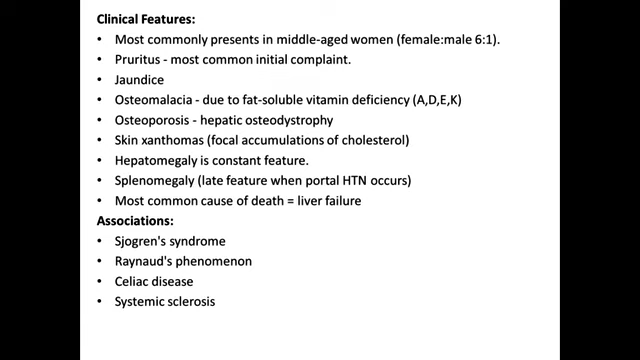 Clinical Features:
• Most commonly presents in middle-aged women (female:male 6:1).
• Pruritus - most common initial complaint.
• Jaundice
• Osteomalacia - due to fat-soluble vitamin deficiency (A,D,E,K)
• Osteoporosis - hepatic osteodystrophy
• Skin xanthomas (focal accumulations of cholesterol)
• Hepatomegaly is constant feature.
• Splenomegaly (late feature when portal HTN occurs)
• Most common cause of death = liver failure
Associations:
• Sjogren's syndrome
• Raynaud's phenomenon
• Celiac disease
• Systemic sclerosis